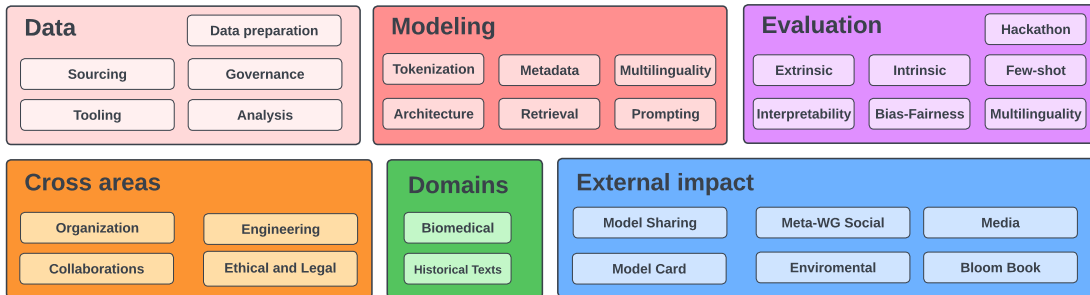 Data
Data preparation
Sourcing
Governance
Tooling
Analysis
Modeling
Tokenization
Metadata
Multilinguality
Architecture
Retrieval
Prompting
Evaluation
Hackathon
Extrinsic
Intrinsic
Few-shot
Interpretability
Bias-Fairness
Multilinguality
Cross areas
Organization
Engineering
Collaborations
Ethical and Legal
Domains
Biomedical
Historical Texts
External impact
Model Sharing
Meta-WG Social
Media
Model Card
Enviromental
Bloom Book